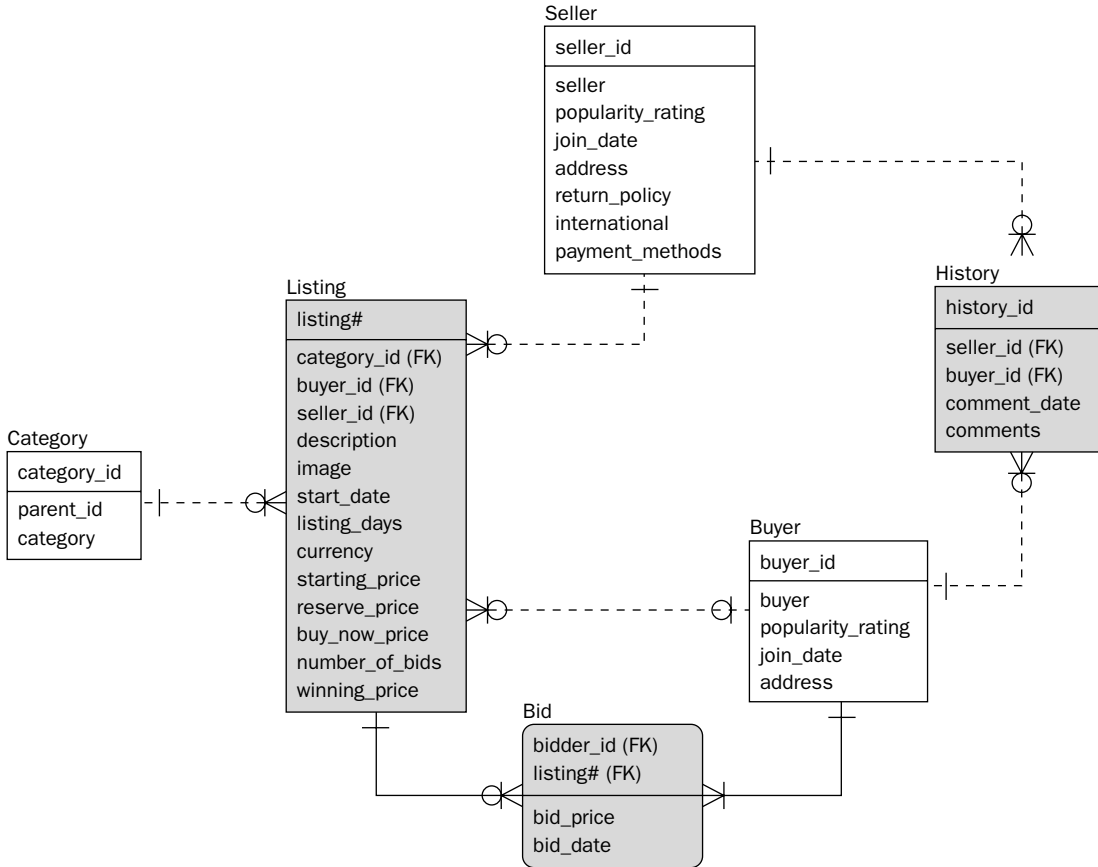 Seller
seller_id
seller
popularity_rating
join_date
address
return_policy
international
payment_methods
Listing
listing#
category_id (FK)
buyer_id (FK)
seller_id (FK)
description
image
start_date
listing_days
currency
starting_price
reserve_price
buy_now_price
number_of_bids
winning_price
History
history_id
seller_id (FK)
buyer_id (FK)
comment_date
comments
Category
category_id
parent_id
category
Buyer
buyer_id
buyer
popularity_rating
join_date
address
Bid
bidder_id (FK)
listing# (FK)
bid_price
bid_date